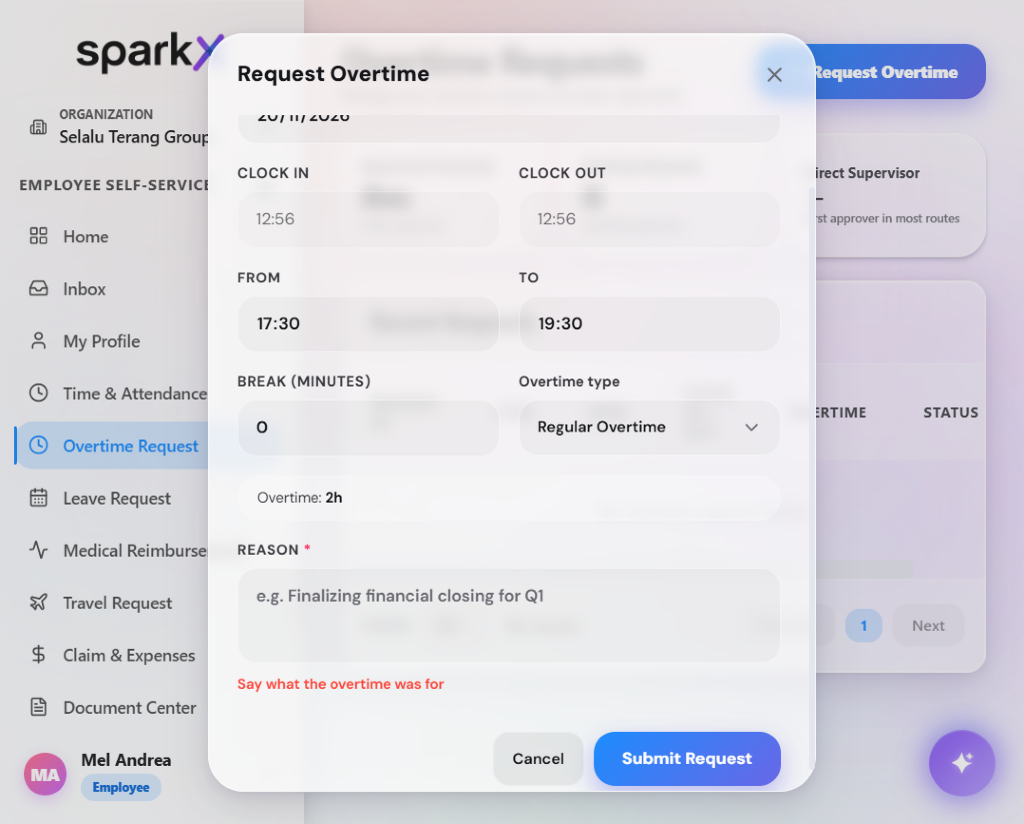 sparkX
ORGANIZATION
Selalu Terang Group
EMPLOYEE SELF-SERVICE
Home
Inbox
My Profile
Time & Attendance
Overtime Request
Leave Request
Medical Reimburse
Travel Request
Claim & Expenses
Document Center
MA
Mel Andrea
Employee
Request Overtime
20/11/2026
CLOCK IN
CLOCK OUT
12:56
12:56
FROM
TO
17:30
19:30
BREAK (MINUTES)
Overtime type
0
Regular Overtime
Overtime: 2h
REASON *
e.g. Finalizing financial closing for Q1
Say what the overtime was for
Cancel
Submit Request
Request Overtime
irect Supervisor
–
rst approver in most routes
ERTIME
STATUS
1
Next